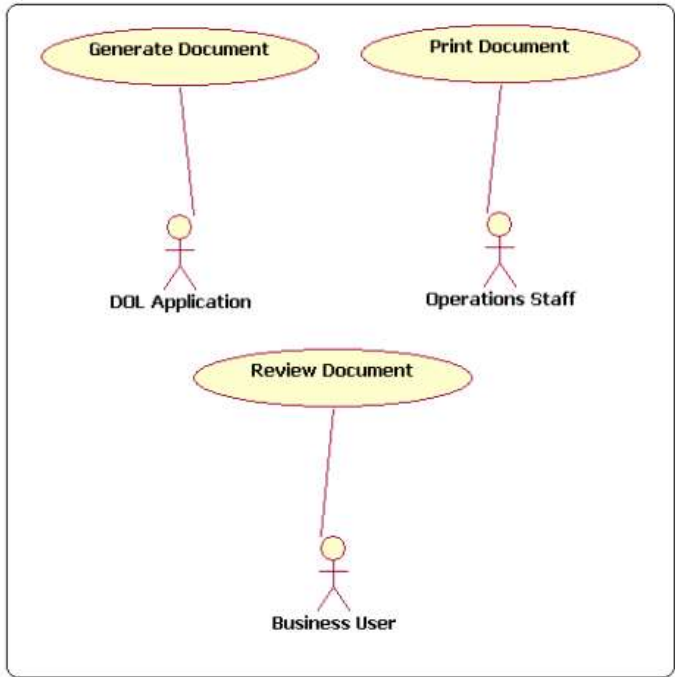 Generate Document
Print Document
DOL Application
Operations Staff
Review Document
Business User